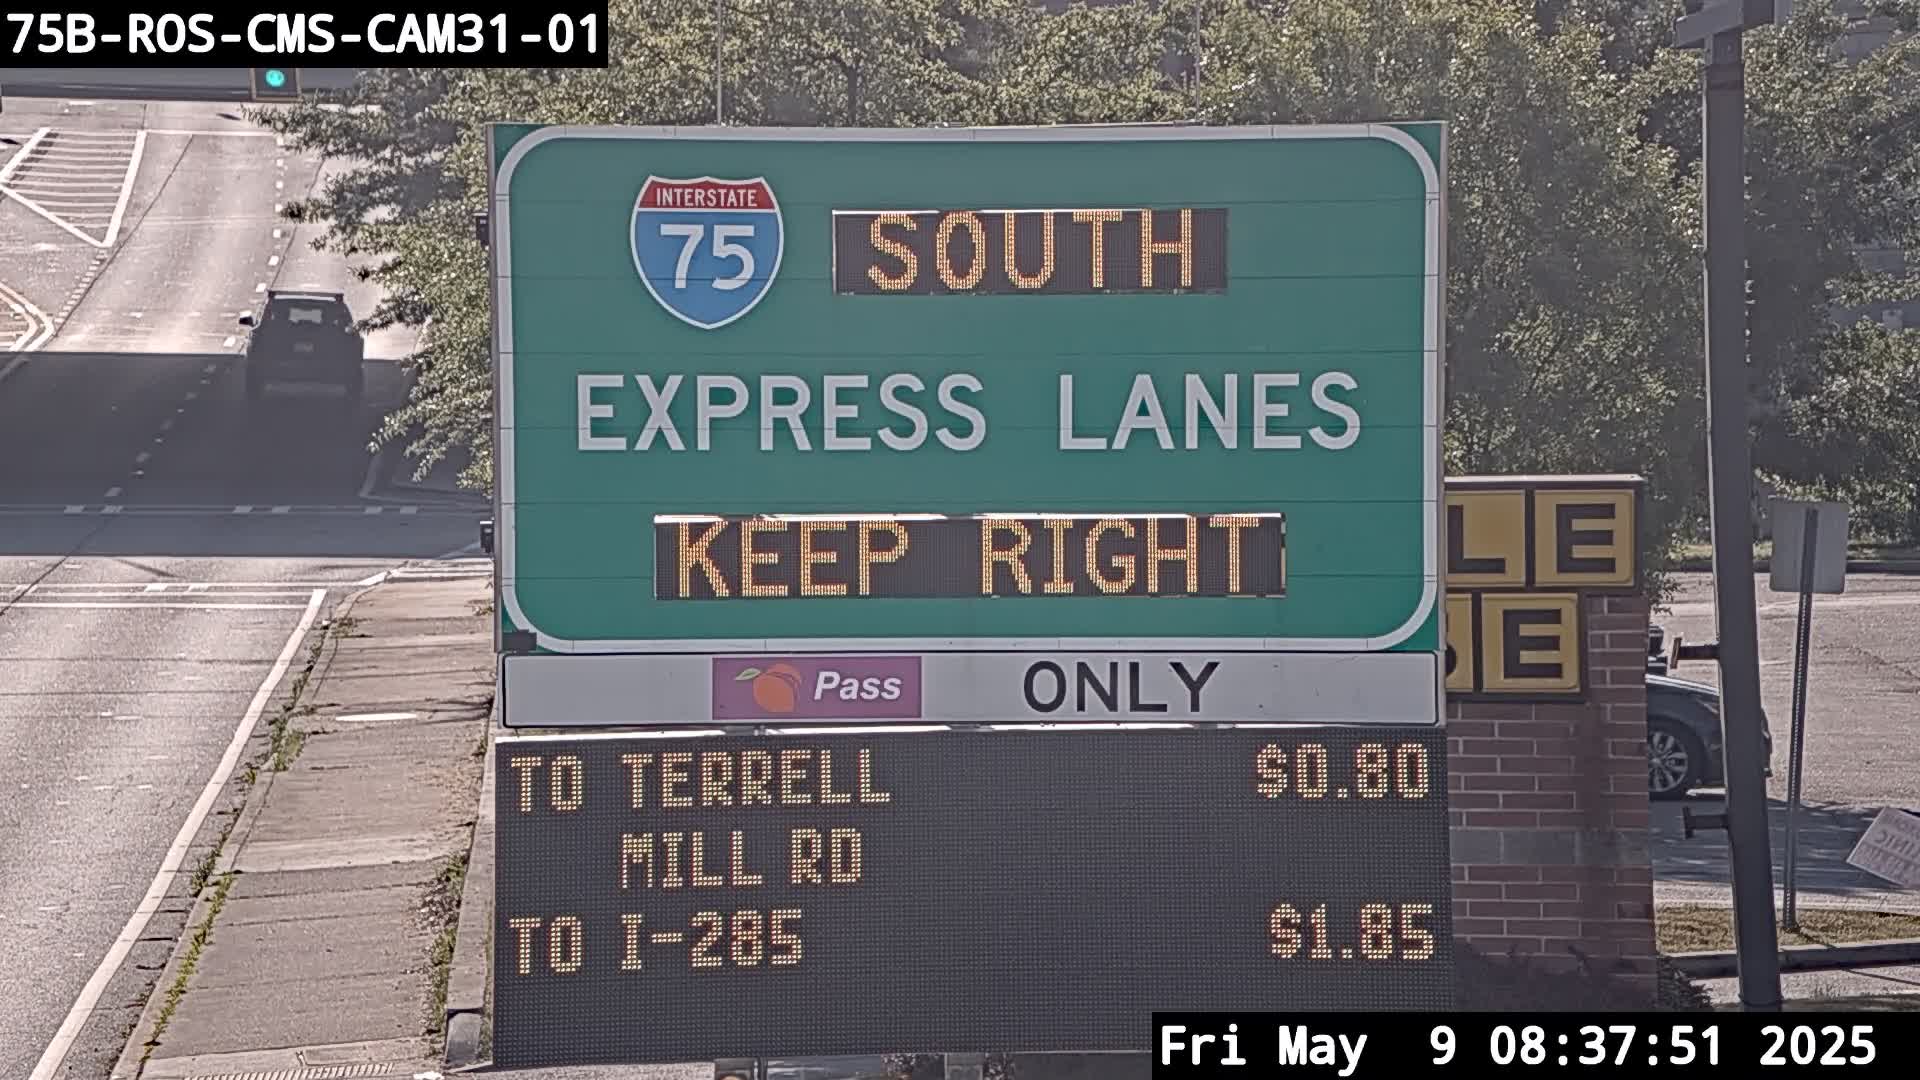 75B-ROS-CMS-CAM31-01
INTERSTATE
75
SOUTH
EXPRESS LANES
KEEP RIGHT
LE
E
Pass ONLY
TO TERRELL $0.80
MILL RD
TO I-285 $1.85
Fri May 9 08:37:51 2025